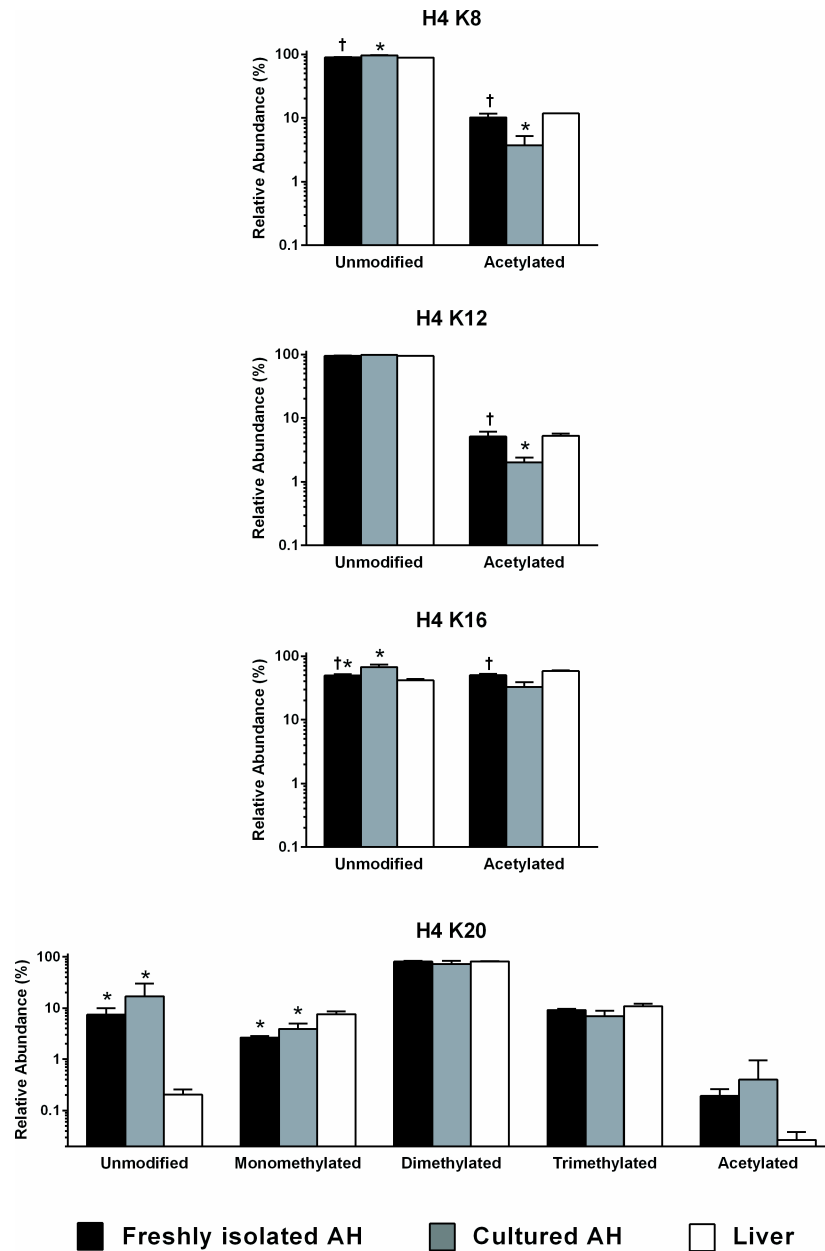 H4 K8
Relative Abundance (%)
100
10
1
0.1
†
*
†
*
Unmodified
Acetylated
H4 K12
Relative Abundance (%)
100
10
1
0.1
†
*
Unmodified
Acetylated
H4 K16
Relative Abundance (%)
100
10
1
0.1
†*
*
†
Unmodified
Acetylated
H4 K20
Relative Abundance (%)
100
10
1
0.1
*
*
*
*
Unmodified
Monomethylated
Dimethylated
Trimethylated
Acetylated
Freshly isolated AH
Cultured AH
Liver